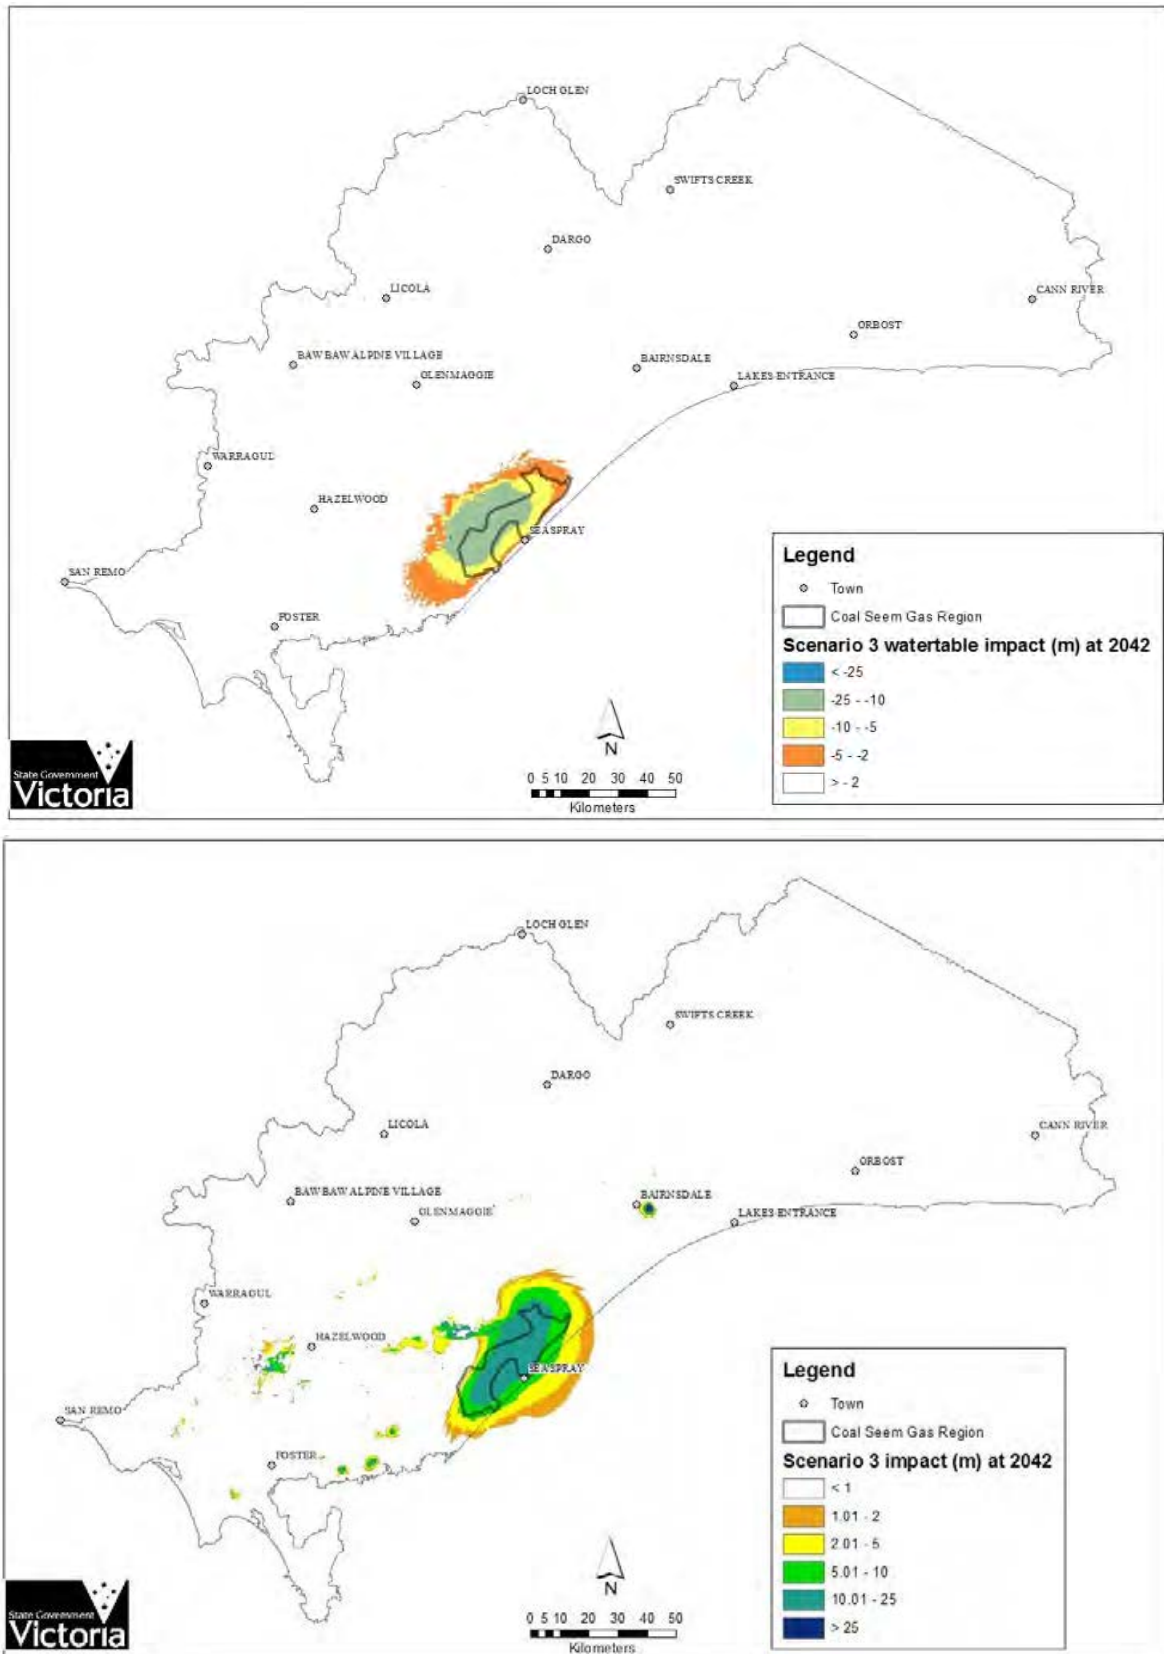 LOCH GLEN
SWIFTS CREEK
DARGO
LICOLA
CANN RIVER
ORBOST
BAW BAW ALPINE VILLAGE
BAIRNSDALE
GLENMAGGIE
LAKES ENTRANCE
WARRAGUL
HAZELWOOD
SEASPRAY
SAN REMO
FOSTER
Legend
Town
Coal Seem Gas Region
Scenario 3 watertable impact (m) at 2042
< -25
-25 - -10
-10 - -5
-5 - -2
> - 2
N
0 5 10 20 30 40 50
Kilometers
State Government
Victoria
LOCH GLEN
SWIFTS CREEK
DARGO
LICOLA
CANN RIVER
ORBOST
BAW BAW ALPINE VILLAGE
BAIRNSDALE
GLENMAGGIE
LAKES ENTRANCE
WARRAGUL
HAZELWOOD
SEASPRAY
SAN REMO
FOSTER
Legend
Town
Coal Seem Gas Region
Scenario 3 impact (m) at 2042
< 1
1.01 - 2
2.01 - 5
5.01 - 10
10.01 - 25
> 25
N
0 5 10 20 30 40 50
Kilometers
State Government
Victoria